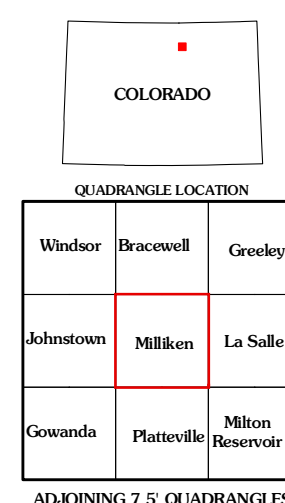 COLORADO
QUADRANGLE LOCATION
Windsor Bracewell Greeley
Johnstown Milliken La Salle
Gowanda Platteville Milton
Reservoir
ADJOINING 7.5' QUADRANGLES